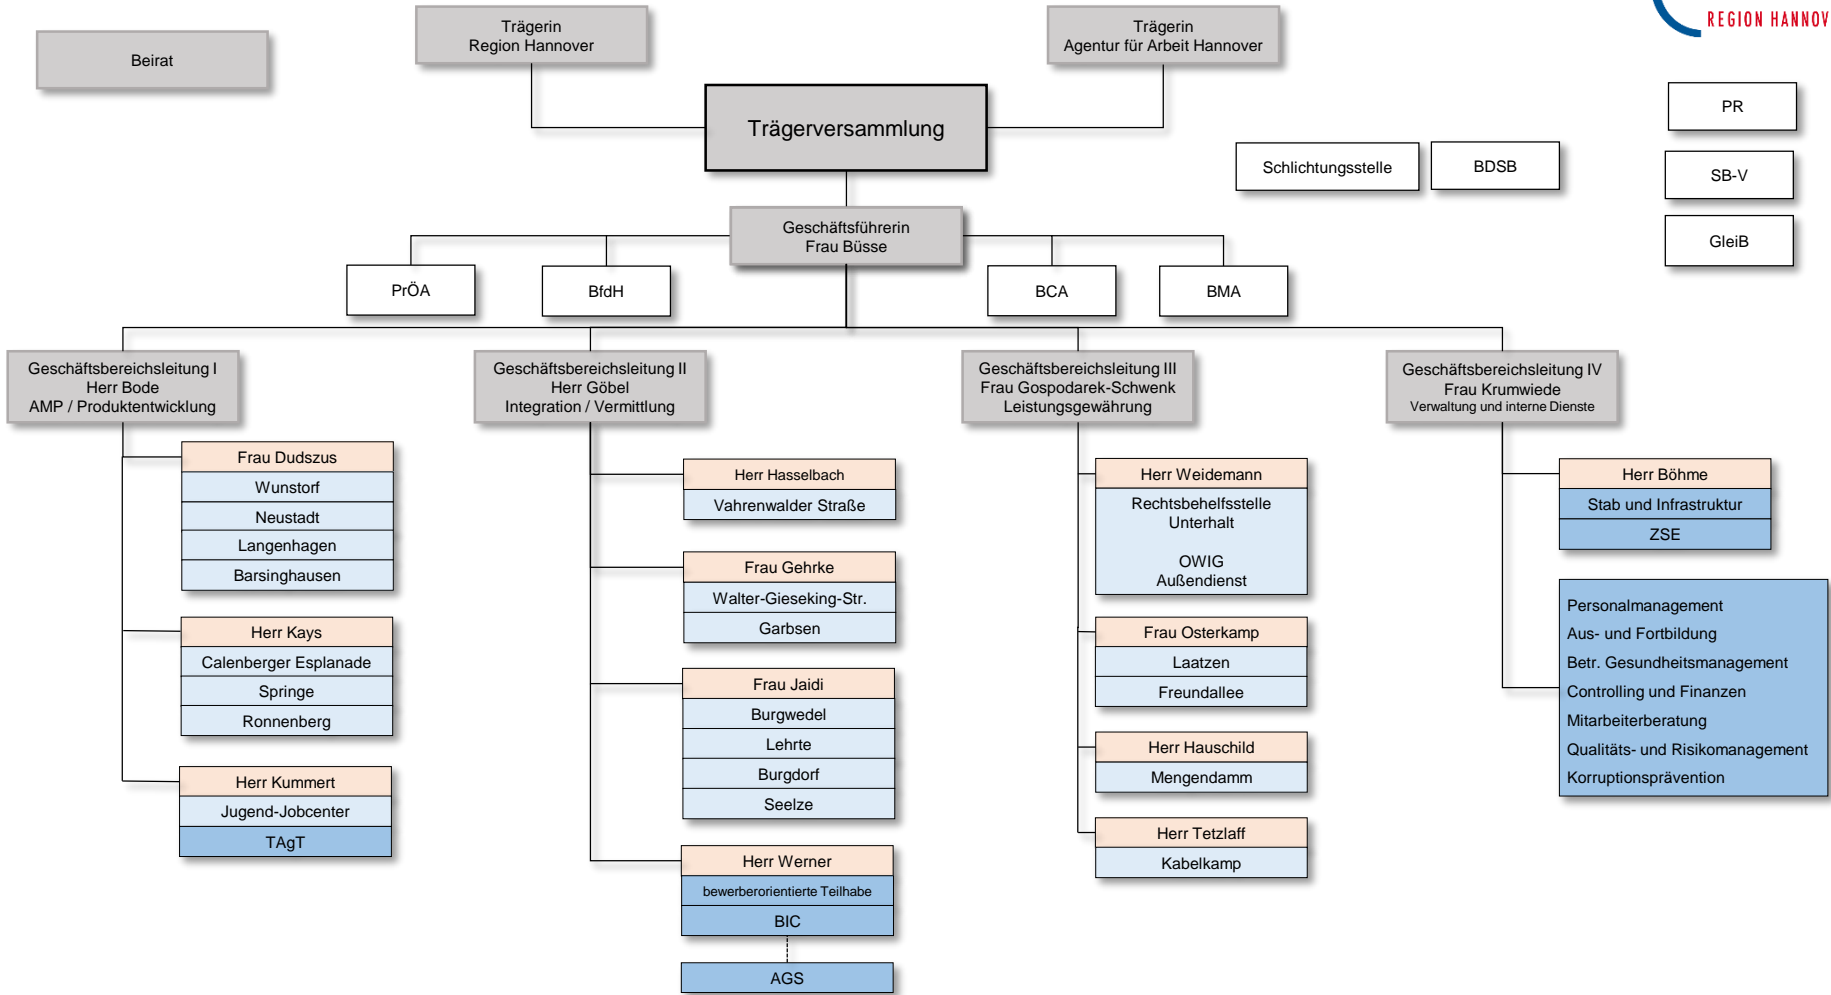 Beirat
Trägerin
Region Hannover
Trägerin
Agentur für Arbeit Hannover
REGION HANNOV
Trägerversammlung
Schlichtungsstelle
BDSB
PR
SB-V
GleiB
Geschäftsführerin
Frau Büsse
PrÖA
BfdH
BCA
BMA
Geschäftsbereichsleitung I
Herr Bode
AMP / Produktentwicklung
Geschäftsbereichsleitung II
Herr Göbel
Integration / Vermittlung
Geschäftsbereichsleitung III
Frau Gospodarek-Schwenk
Leistungsgewährung
Geschäftsbereichsleitung IV
Frau Krumwiede
Verwaltung und interne Dienste
Frau Dudszus
Wunstorf
Neustadt
Langenhagen
Barsinghausen
Herr Kays
Calenberger Esplanade
Springe
Ronnenberg
Herr Kummert
Jugend-Jobcenter
TAgT
Herr Hasselbach
Vahrenwalder Straße
Frau Gehrke
Walter-Gieseking-Str.
Garbsen
Frau Jaidi
Burgwedel
Lehrte
Burgdorf
Seelze
Herr Werner
bewerberorientierte Teilhabe
BIC
AGS
Herr Weidemann
Rechtsbehelfsstelle
Unterhalt
OWIG
Außendienst
Frau Osterkamp
Laatzen
Freundallee
Herr Hauschild
Mengendamm
Herr Tetzlaff
Kabelkamp
Herr Böhme
Stab und Infrastruktur
ZSE
Personalmanagement
Aus- und Fortbildung
Betr. Gesundheitsmanagement
Controlling und Finanzen
Mitarbeiterberatung
Qualitäts- und Risikomanagement
Korruptionsprävention